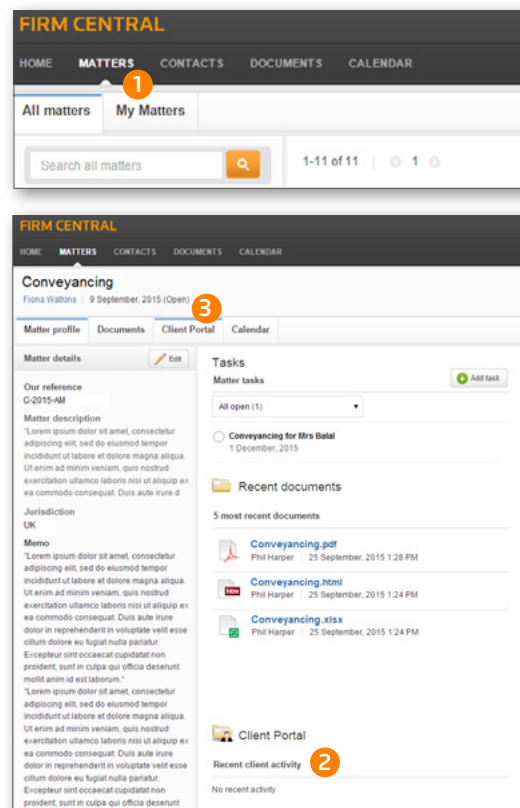 FIRM CENTRAL
HOME MATTERS CONTACTS DOCUMENTS CALENDAR
1
All matters My Matters
Search all matters
1-11 of 11 1
FIRM CENTRAL
HOME MATTERS CONTACTS DOCUMENTS CALENDAR
Conveyancing
Fiona Watkins 9 September, 2015 (Open)
3
Matter profile Documents Client Portal Calendar
Matter details Edit
Our reference
C-2015-AM
Matter description
"Lorem ipsum dolor sit amet, consectetur
adipiscing elit, sed do eiusmod tempor
incididunt ut labore et dolore magna aliqua.
Ut enim ad minim veniam, quis nostrud
exercitation ullamco laboris nisi ut aliquip ex
ea commodo consequat. Duis aute irure d
Jurisdiction
UK
Memo
"Lorem ipsum dolor sit amet, consectetur
adipiscing elit, sed do eiusmod tempor
incididunt ut labore et dolore magna aliqua.
Ut enim ad minim veniam, quis nostrud
exercitation ullamco laboris nisi ut aliquip ex
ea commodo consequat. Duis aute irure
dolor in reprehenderit in voluptate velit esse
cillum dolore eu fugiat nulla pariatur.
Excepteur sint occaecat cupidatat non
proident, sunt in culpa qui officia deserunt
mollit anim id est laborum."
"Lorem ipsum dolor sit amet, consectetur
adipiscing elit, sed do eiusmod tempor
incididunt ut labore et dolore magna aliqua.
Ut enim ad minim veniam, quis nostrud
exercitation ullamco laboris nisi ut aliquip ex
ea commodo consequat. Duis aute irure
dolor in reprehenderit in voluptate velit esse
cillum dolore eu fugiat nulla pariatur.
Excepteur sint occaecat cupidatat non
proident, sunt in culpa qui officia deserunt
Tasks
Matter tasks
Add task
All open (1)
Conveyancing for Mrs Balal
1 December, 2015
Recent documents
5 most recent documents
Conveyancing.pdf
Phil Harper 25 September, 2015 1:28 PM
htm
Conveyancing.html
Phil Harper 25 September, 2015 1:24 PM
Conveyancing.xlsx
Phil Harper 25 September, 2015 1:24 PM
Client Portal
Recent client activity 2
No recent activity